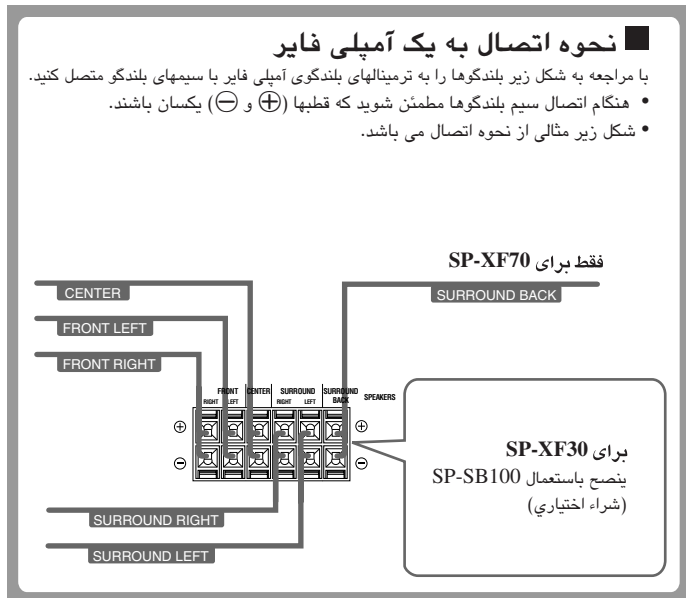 نحوه اتصال به یک آمپلی فایر
با مراجعه به شکل زیر بلندگوها را به ترمینالهای بلندگوی آمپلی فایر با سیمهای بلندگو متصل کنید.
• هنگام اتصال سیم بلندگوها مطمئن شوید که قطبها (⊕ و ⊖) یکسان باشند.
• شکل زیر مثالی از نحوه اتصال می باشد.
فقط برای SP-XF70
CENTER
SURROUND BACK
FRONT LEFT
FRONT RIGHT
FRONT CENTER SURROUND SURROUND BACK SPEAKERS
RIGHT LEFT RIGHT LEFT
⊕ ⊕
⊖ ⊖
برای SP-XF30
ينصح باستعمال SP-SB100
(شراء اختياري)
SURROUND RIGHT
SURROUND LEFT